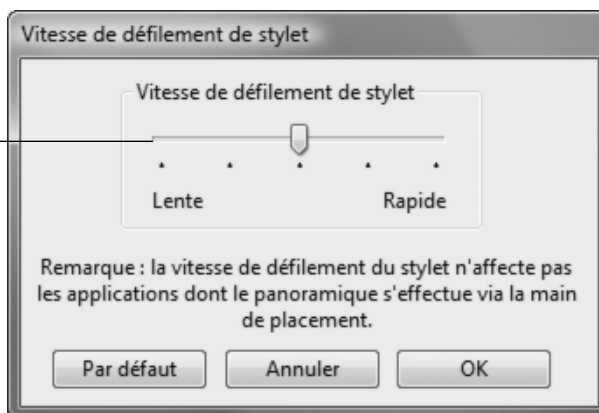 Vitesse de défilement de stylet
Vitesse de défilement de stylet
Lente Rapide
Remarque : la vitesse de défilement du stylet n'affecte pas
les applications dont le panoramique s'effectue via la main
de placement.
Par défaut Annuler OK